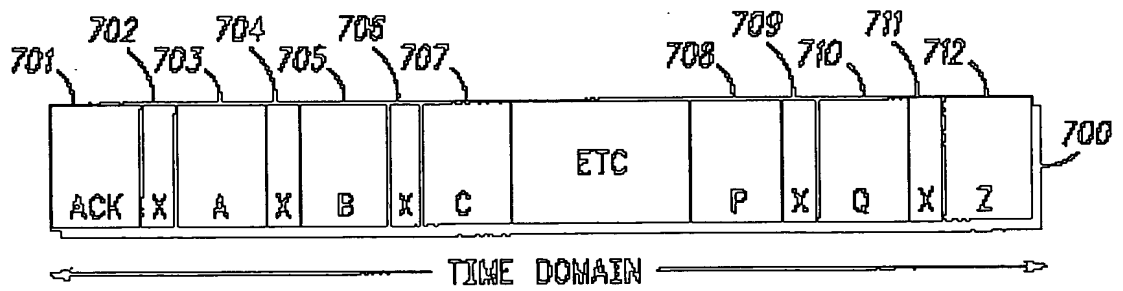 701 702 703 704 705 706 707 708 709 710 711 712
700
ETC
ACK X A X B X C P X Q X Z
TIME DOMAIN